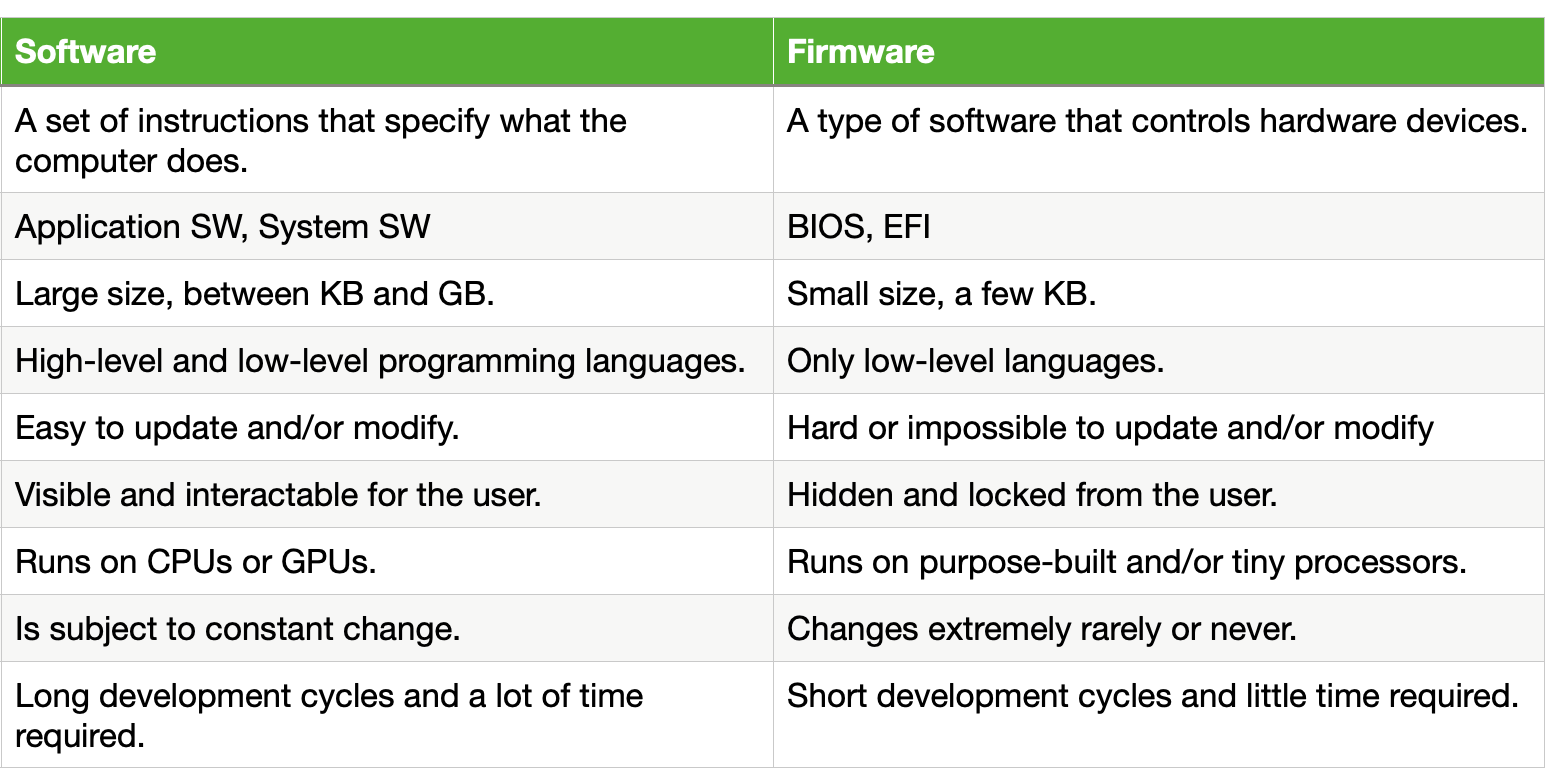 Software
Firmware
A set of instructions that specify what the
computer does.
A type of software that controls hardware devices.
Application SW, System SW
BIOS, EFI
Large size, between KB and GB.
Small size, a few KB.
High-level and low-level programming languages.
Only low-level languages.
Easy to update and/or modify.
Hard or impossible to update and/or modify
Visible and interactable for the user.
Hidden and locked from the user.
Runs on CPUs or GPUs.
Runs on purpose-built and/or tiny processors.
Is subject to constant change.
Changes extremely rarely or never.
Long development cycles and a lot of time
required.
Short development cycles and little time required.